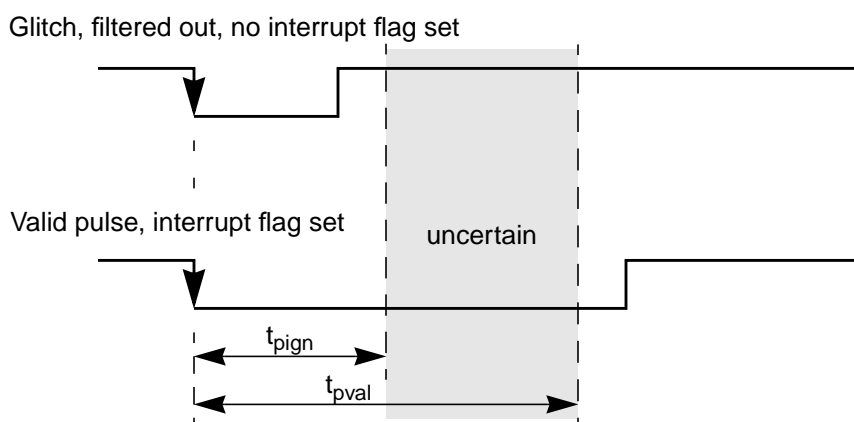 Glitch, filtered out, no interrupt flag set
Valid pulse, interrupt flag set
uncertain
tpign
tpval